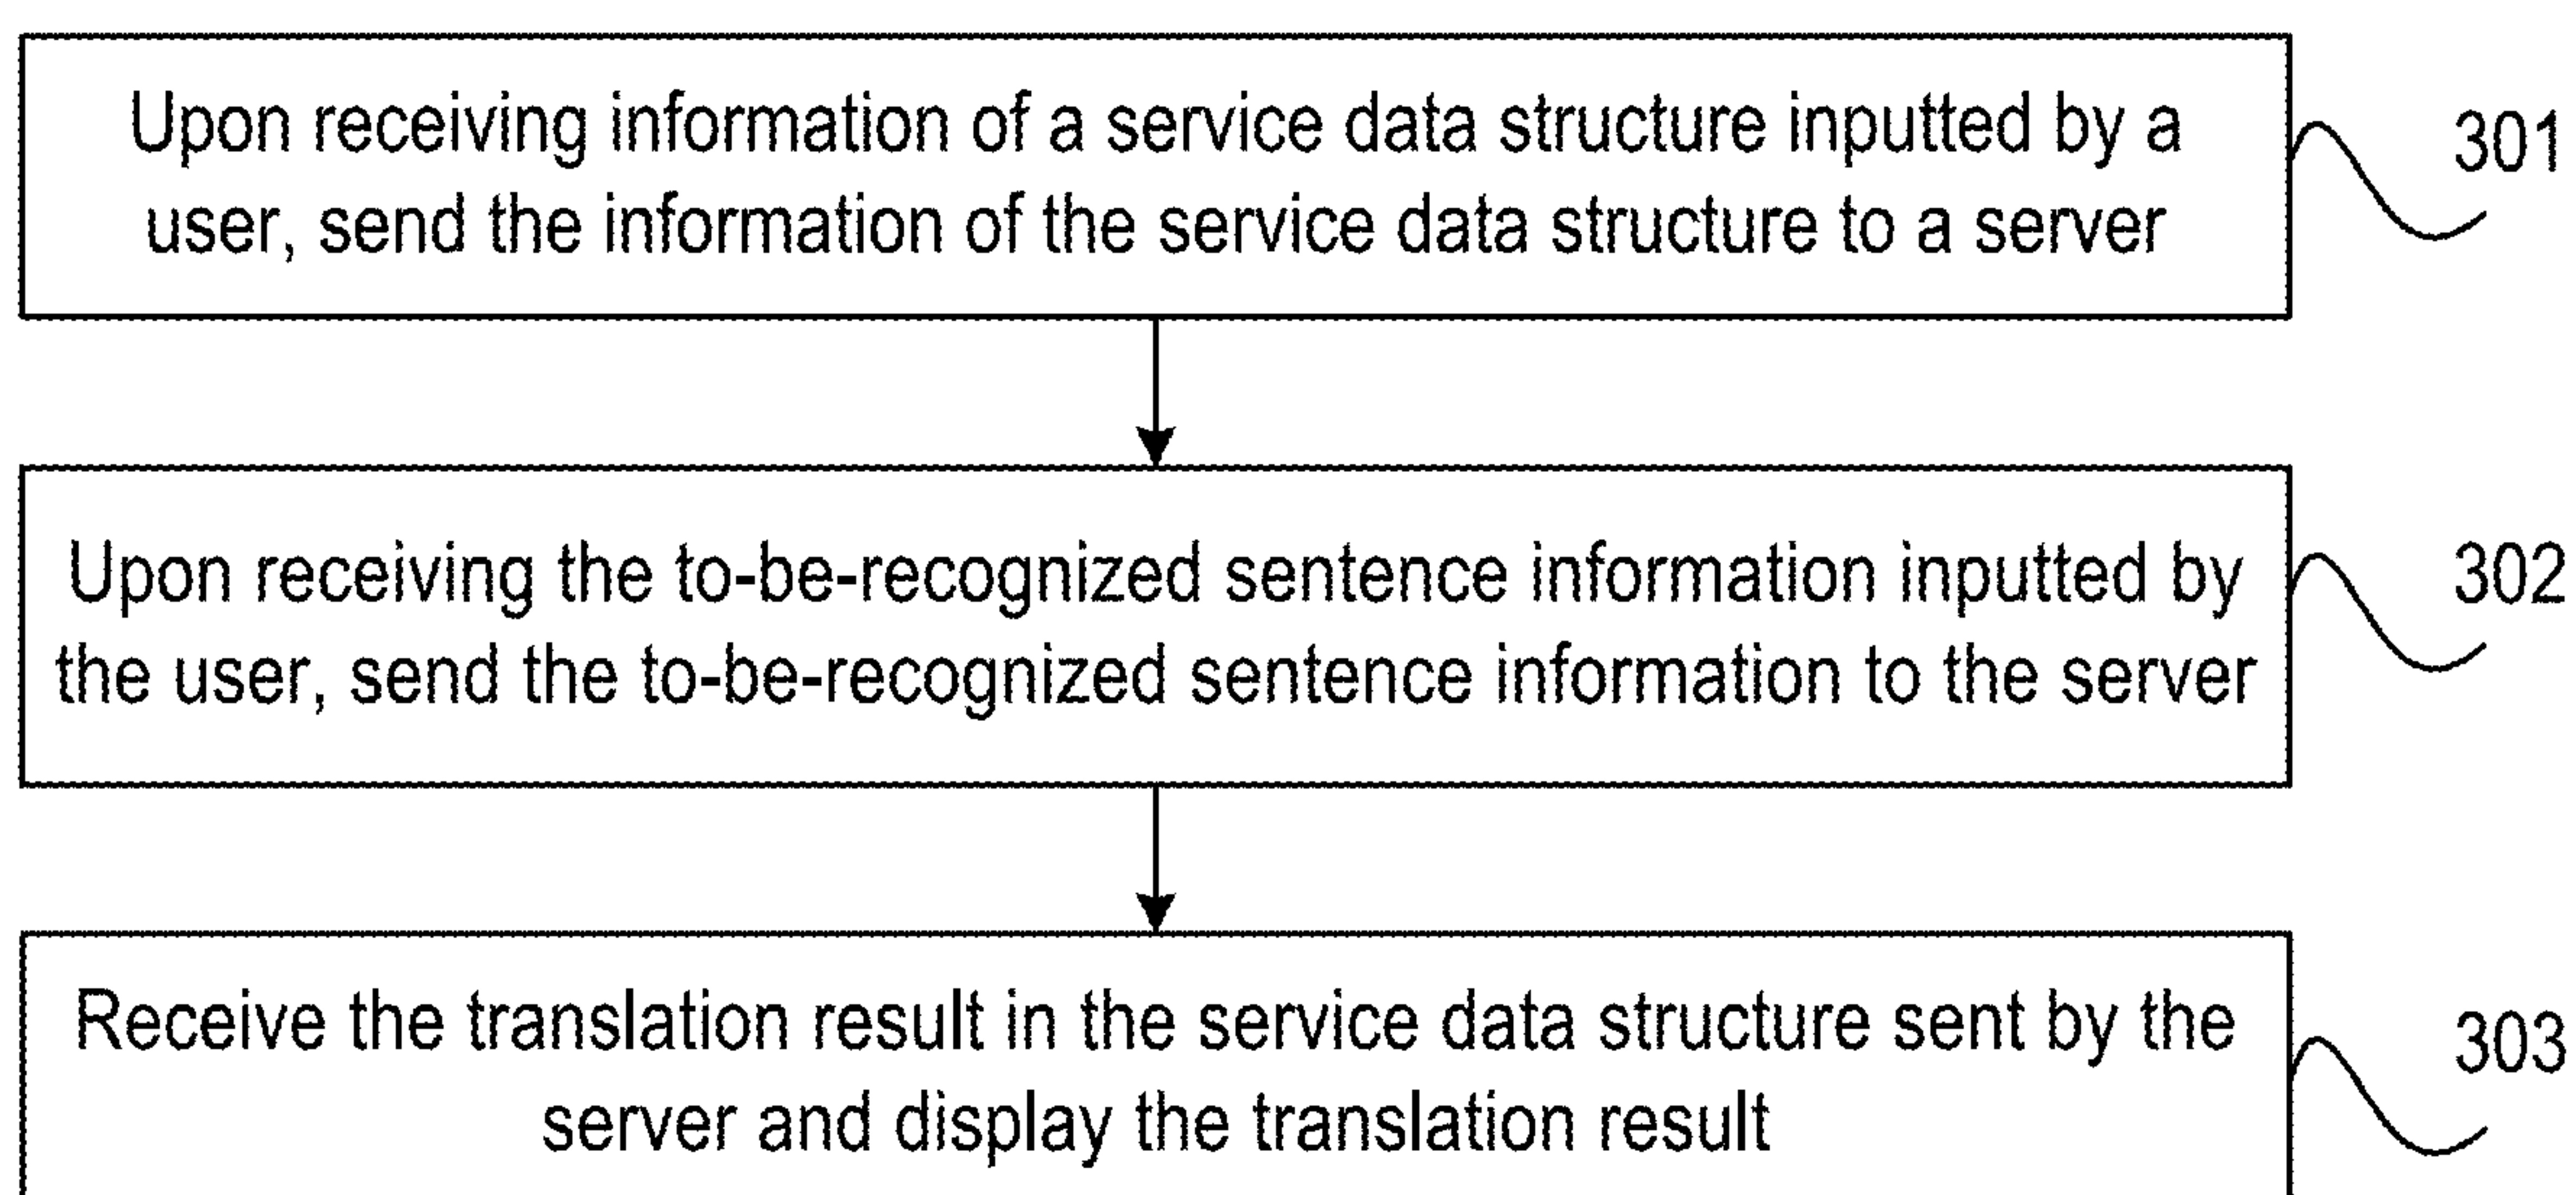 Upon receiving information of a service data structure inputted by a
user, send the information of the service data structure to a server
301
Upon receiving the to-be-recognized sentence information inputted by
the user, send the to-be-recognized sentence information to the server
302
Receive the translation result in the service data structure sent by the
server and display the translation result
303